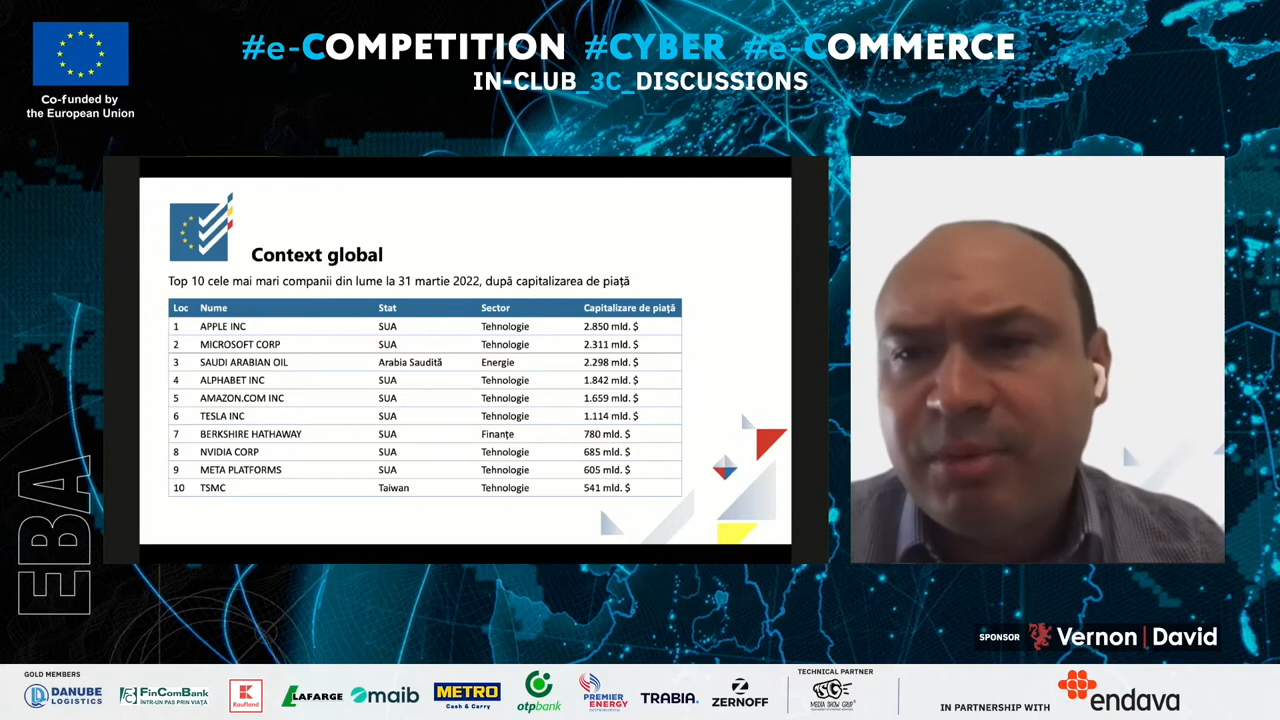 #e-COMPETITION #CYBER #e-COMMERCE
IN-CLUB_3C_DISCUSSIONS
Co-funded by
the European Union
Context global
Top 10 cele mai mari companii din lume la 31 martie 2022, după capitalizarea de piață
Loc Nume Stat Sector Capitalizare de piață
1 APPLE INC SUA Tehnologie 2.850 mld. $
2 MICROSOFT CORP SUA Tehnologie 2.311 mld. $
3 SAUDI ARABIAN OIL Arabia Saudită Energie 2.298 mld. $
4 ALPHABET INC SUA Tehnologie 1.842 mld. $
5 AMAZON.COM INC SUA Tehnologie 1.659 mld. $
6 TESLA INC SUA Tehnologie 1.114 mld. $
7 BERKSHIRE HATHAWAY SUA Finanțe 780 mld. $
8 NVIDIA CORP SUA Tehnologie 685 mld. $
9 META PLATFORMS SUA Tehnologie 605 mld. $
10 TSMC Taiwan Tehnologie 541 mld. $
EBA
SPONSOR Vernon | David
GOLD MEMBERS
DANUBE
LOGISTICS
FinComBank
ÎNTR-UN PAS PRIN VIAȚĂ
Kaufland
LAFARGE
maib
METRO
Cash & Carry
otpbank
PREMIER
ENERGY
TRABIA
ZERNOFF
TECHNICAL PARTNER
MSG
MEDIA SHOW GRUP
IN PARTNERSHIP WITH endava